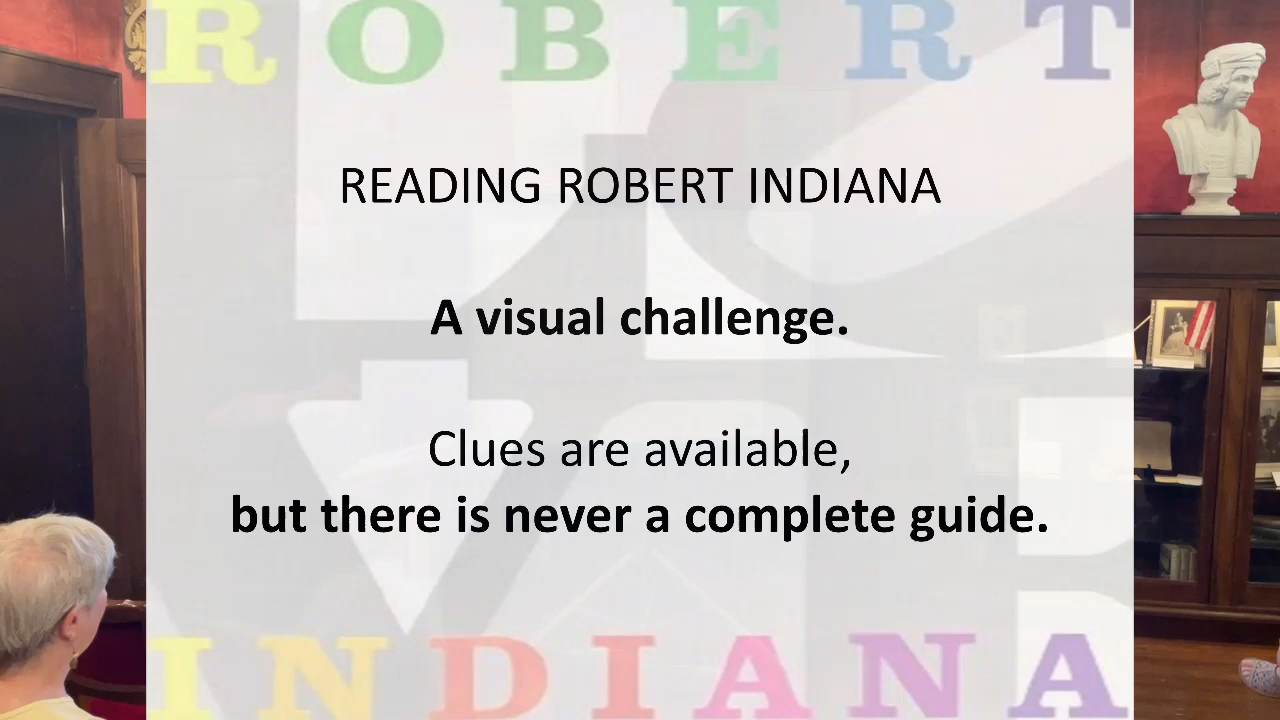 ROBERT
READING ROBERT INDIANA
A visual challenge.
Clues are available,
but there is never a complete guide.
INDIANA